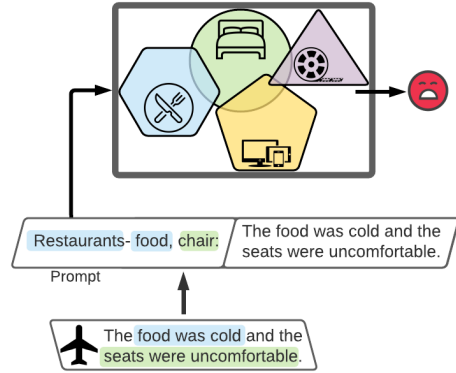 Restaurants- food, chair:
The food was cold and the
seats were uncomfortable.
Prompt
The food was cold and the
seats were uncomfortable.